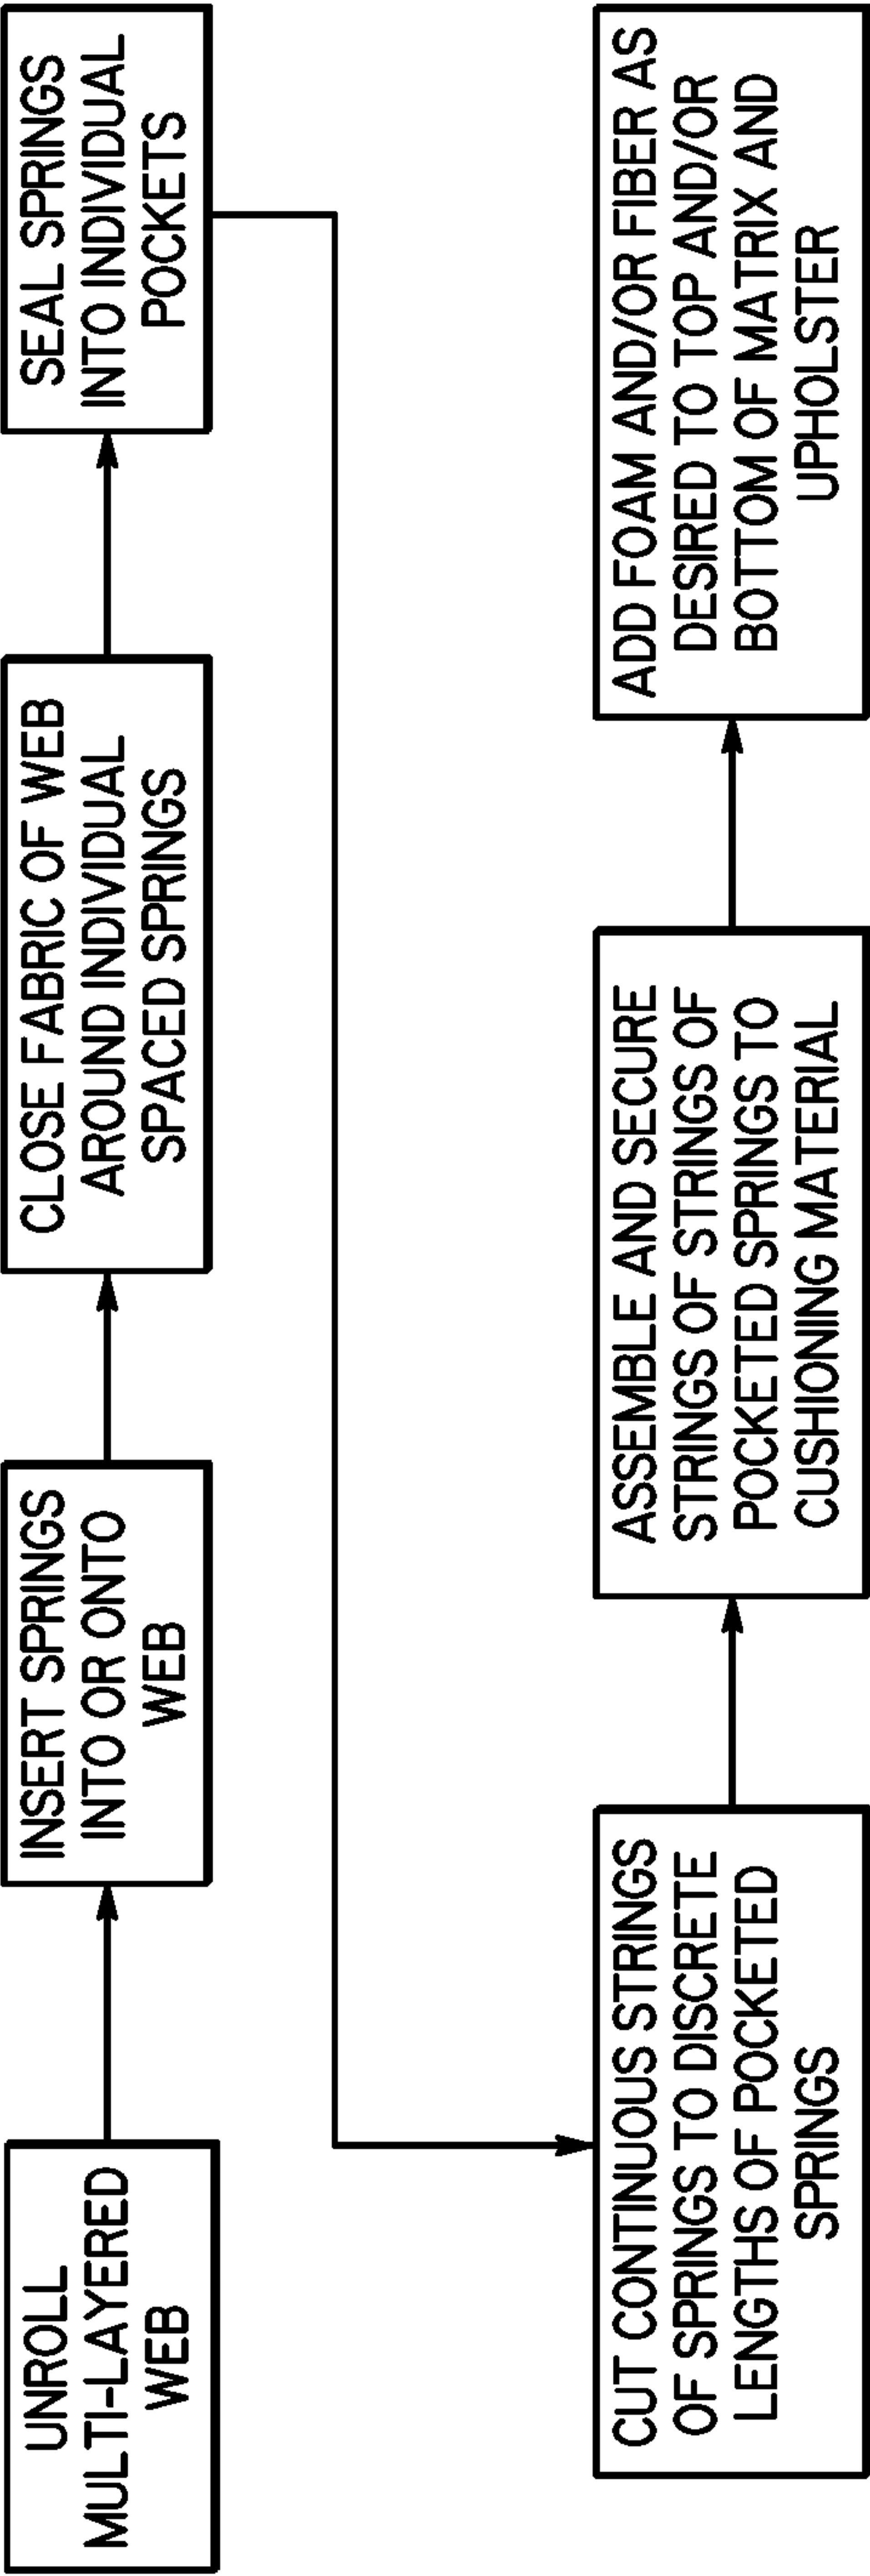 UNROLL
MULTI-LAYERED
WEB
INSERT SPRINGS
INTO OR ONTO
WEB
CLOSE FABRIC OF WEB
AROUND INDIVIDUAL
SPACED SPRINGS
SEAL SPRINGS
INTO INDIVIDUAL
POCKETS
CUT CONTINUOUS STRINGS
OF SPRINGS TO DISCRETE
LENGTHS OF POCKETED
SPRINGS
ASSEMBLE AND SECURE
STRINGS OF STRINGS OF
POCKETED SPRINGS TO
CUSHIONING MATERIAL
ADD FOAM AND/OR FIBER AS
DESIRED TO TOP AND/OR
BOTTOM OF MATRIX AND
UPHOLSTER